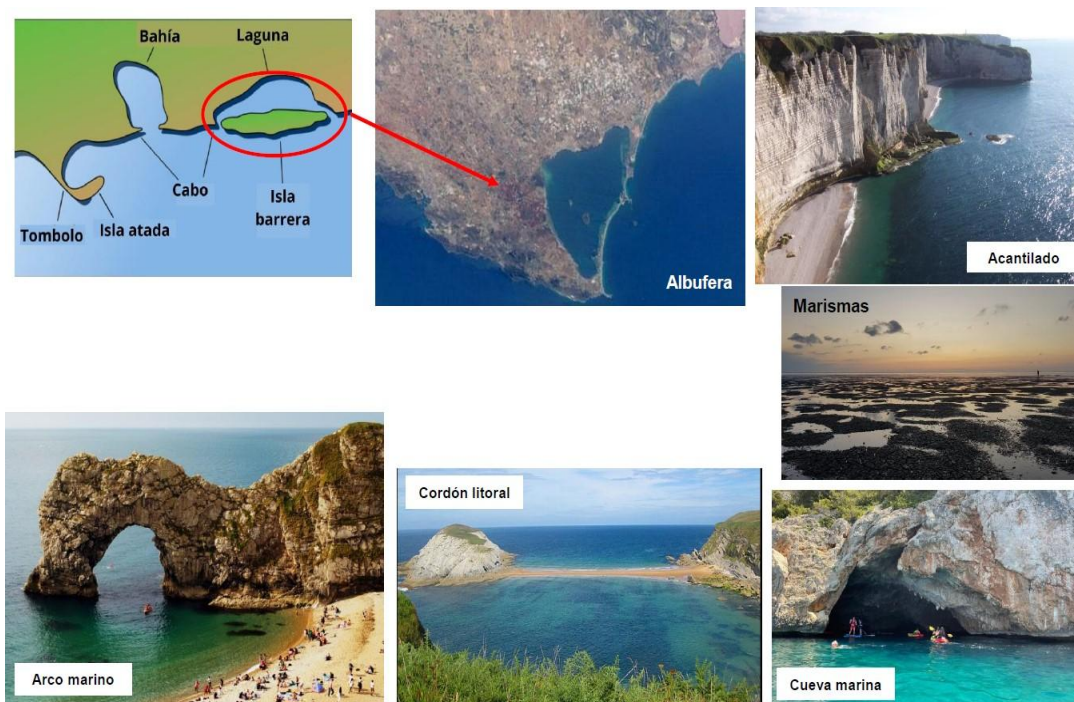 Bahía
Laguna
Cabo
Isla
barrera
Isla atada
Tombolo
Albufera
Acantilado
Marismas
Arco marino
Cordón litoral
Cueva marina